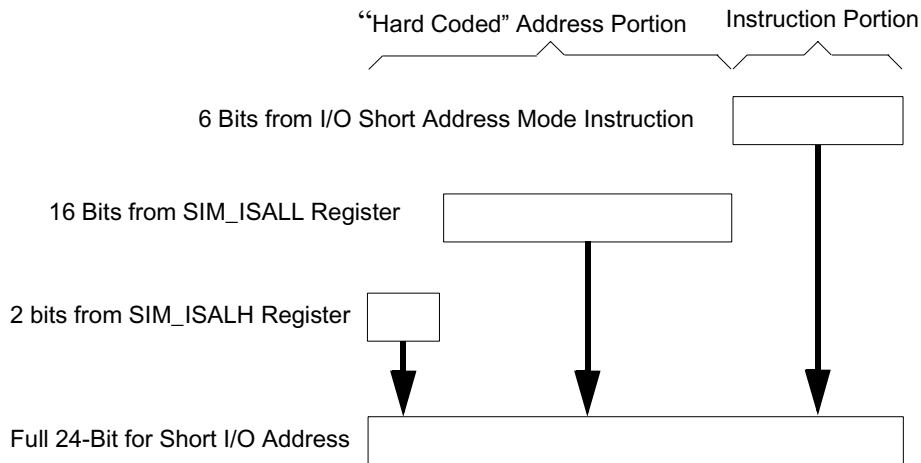 “Hard Coded” Address Portion
Instruction Portion
6 Bits from I/O Short Address Mode Instruction
16 Bits from SIM_ISALL Register
2 bits from SIM_ISALH Register
Full 24-Bit for Short I/O Address